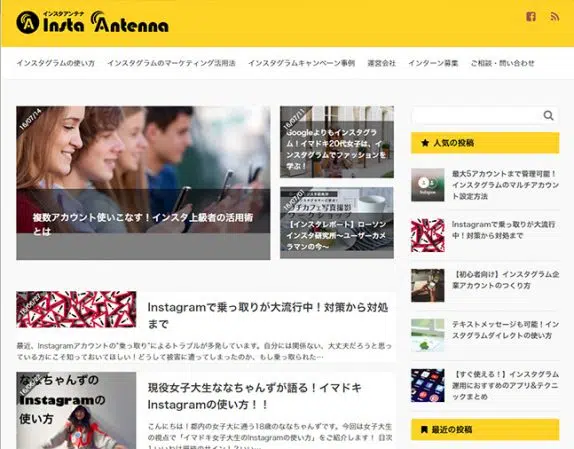 インスタアンテナ
Insta Antenna
インスタグラムの使い方 インスタグラムのマーケティング活用法 インスタグラムキャンペーン事例 運営会社 インターン募集 ご相談・問い合わせ
16/07/14
複数アカウント使いこなす！インスタ上級者の活用術
とは
16/07/11
Googleよりもインスタグラ
ム！イマドキ20代女子は、イ
ンスタグラムでファッションを
学ぶ！
16/07/01
カフェ写真撮影
ワークショップ
【インスタレポート】ローソン
インスタ研究所〜ユーザーカメ
ラマンの今〜
人気の投稿
最大5アカウントまで管理可能！
インスタグラムのマルチアカウ
ント設定方法
Instagramで乗っ取りが大流行
中！対策から対処まで
【初心者向け】インスタグラム企
業アカウントのつくり方
テキストメッセージも可能！イン
スタグラムダイレクトの使い方
【すぐ使える！】インスタグラム
運用におすすめのアプリ&テクニ
ックまとめ
最近の投稿
Instagramで乗っ取りが大流行中！対策から対処
まで
最近、Instagramアカウントの"乗っ取り"によるトラブルが多発しています。自分には関係ない、大丈夫だろうと思っ
ている方にこそ知っておいてほしい！どうして被害に遭ってしまったのか、もし乗っ取られた…
ななちゃんずの
Instagramの
使い方
現役女子大生ななちゃんずが語る！イマドキ
Instagramの使い方！！
こんにちは！都内の女子大に通う18歳のななちゃんずです。今回は女子大生
の視点で「イマドキ女子大生のInstagramの使い方」をご紹介します！ 目次